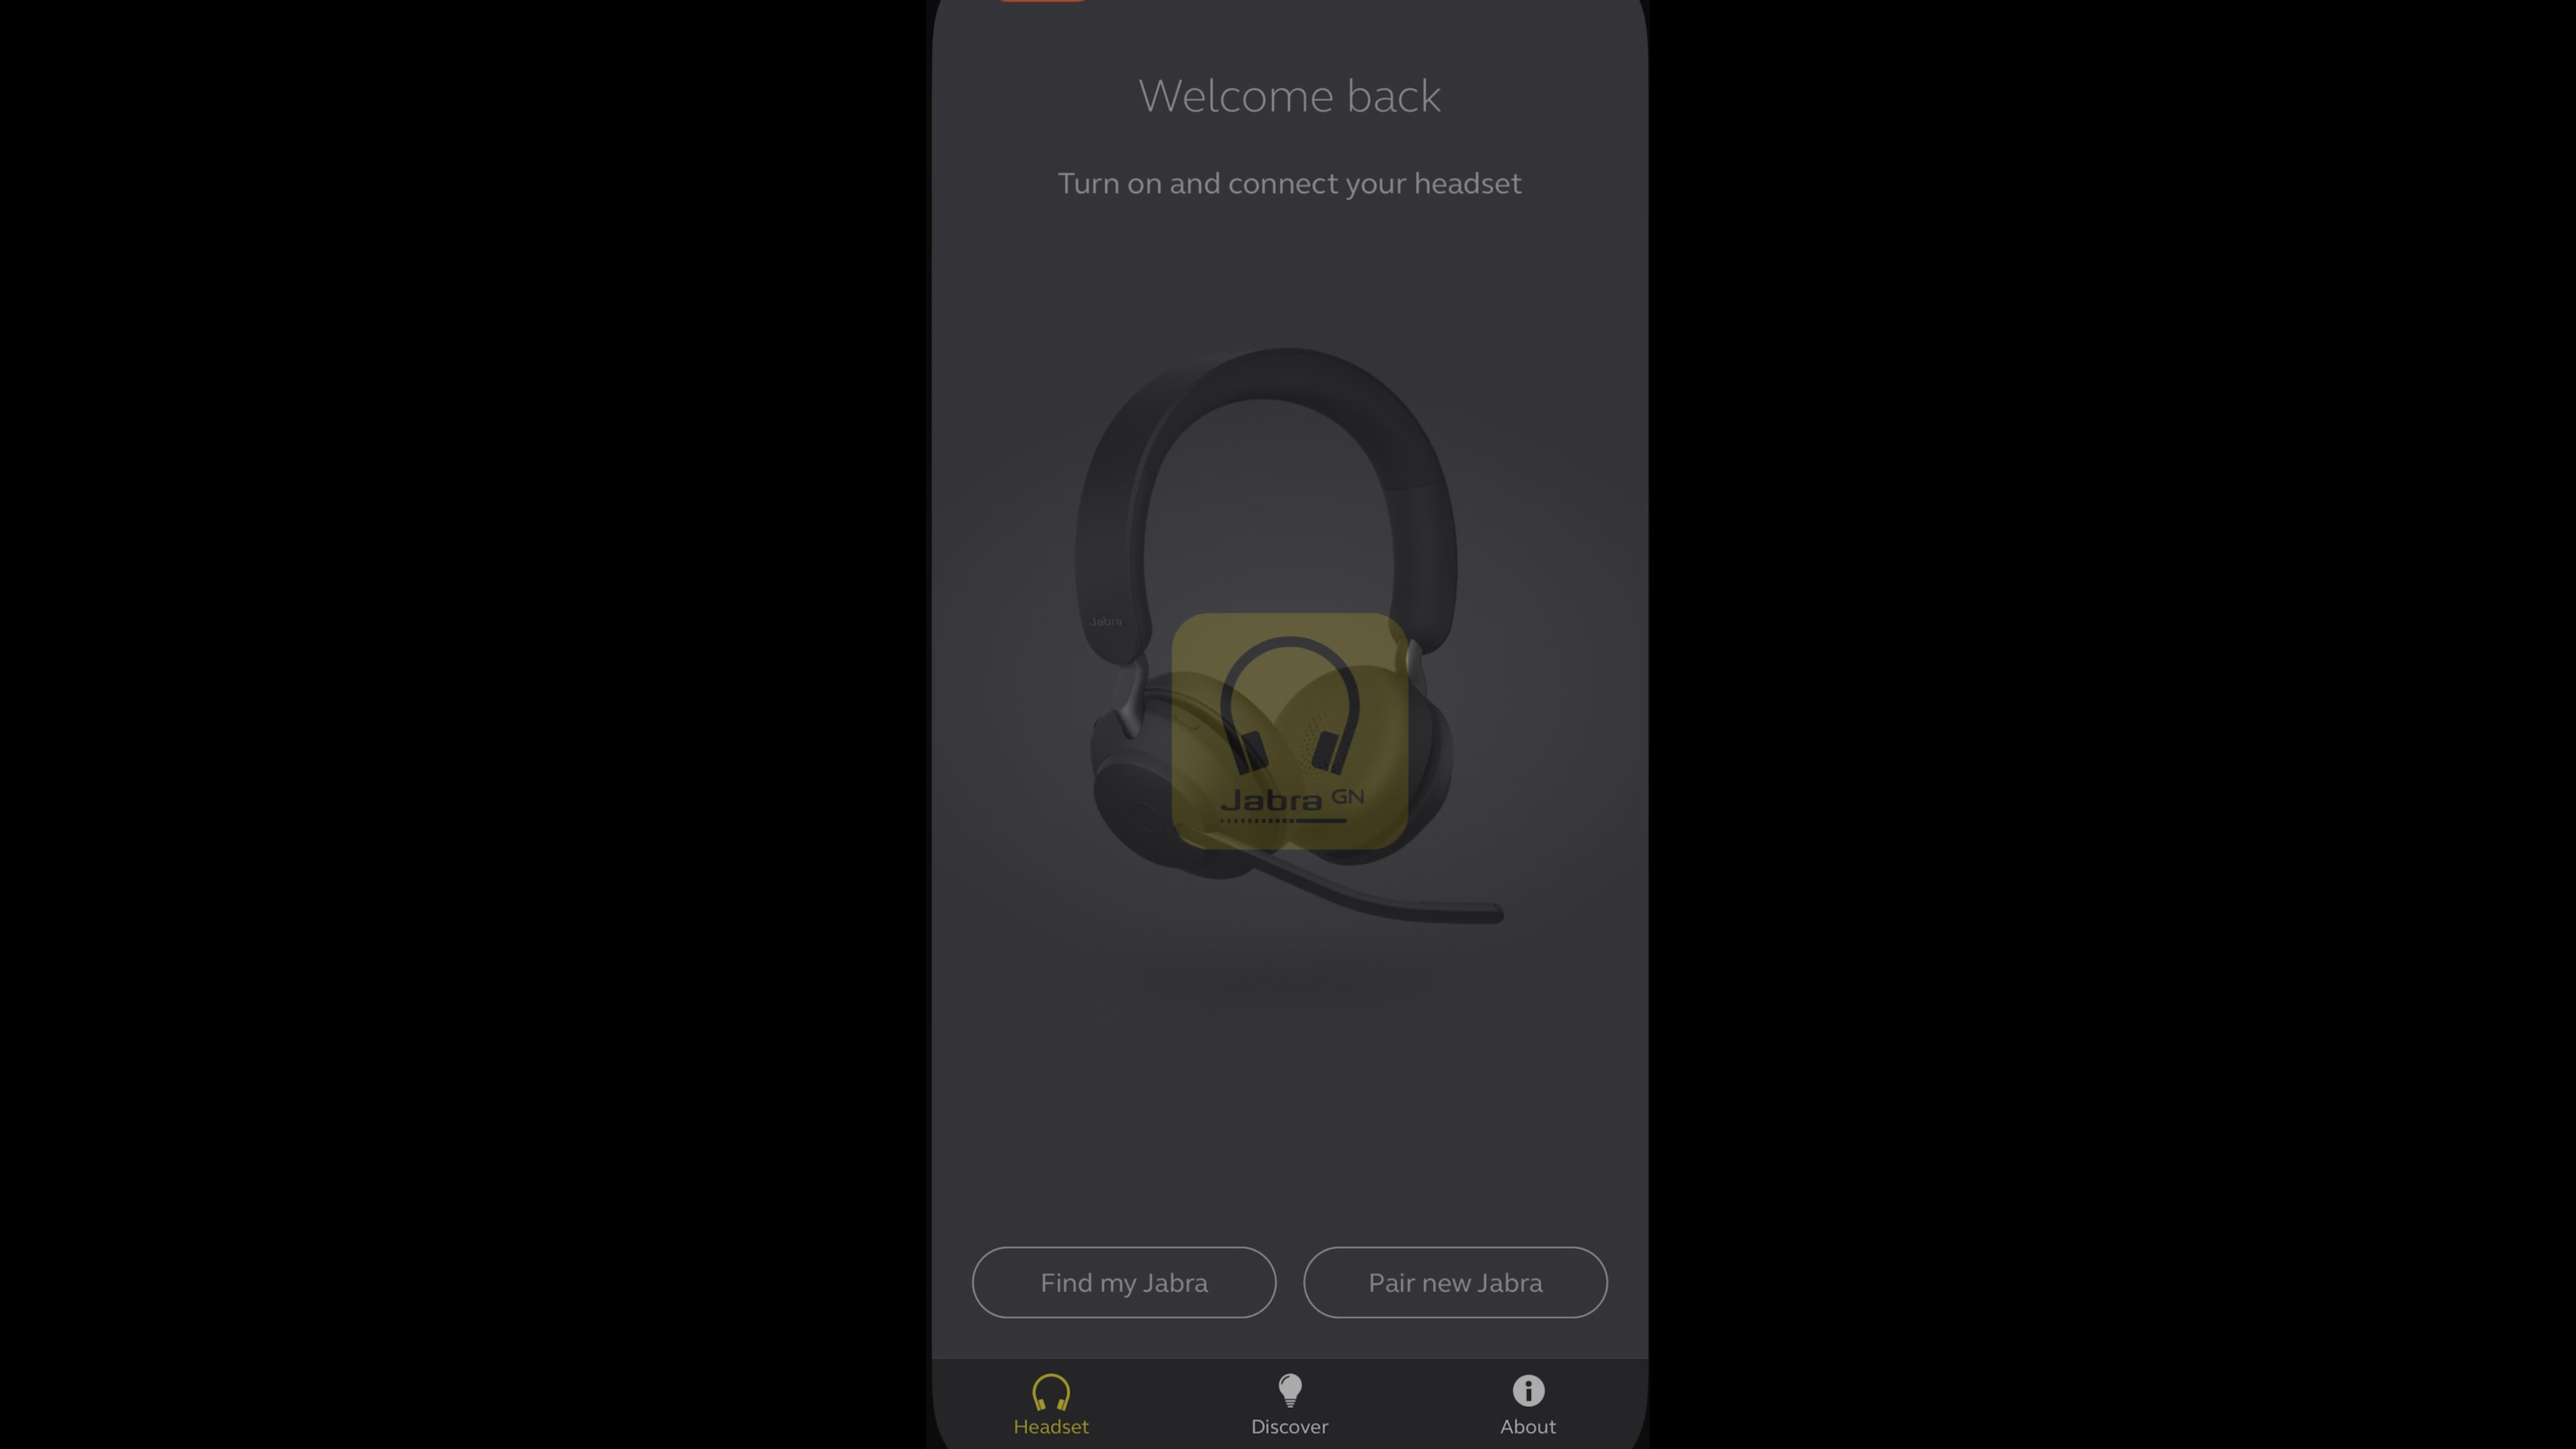 Welcome back
Turn on and connect your headset
Jabra
Jabra GN
Find my Jabra
Pair new Jabra
Headset
Discover
About